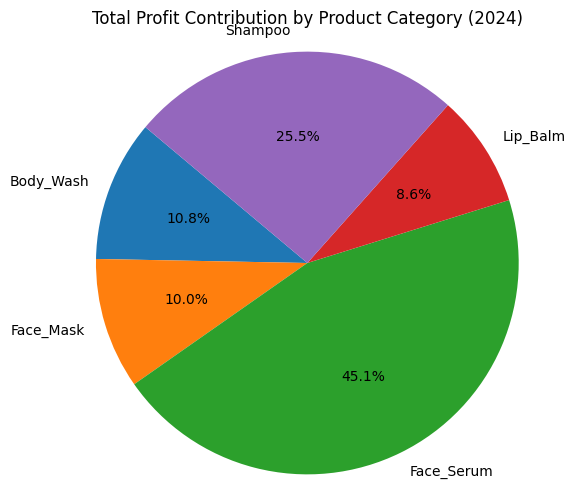 Total Profit Contribution by Product Category (2024)
Shampoo
25.5%
Lip_Balm
8.6%
Body_Wash
10.8%
Face_Mask
10.0%
45.1%
Face_Serum